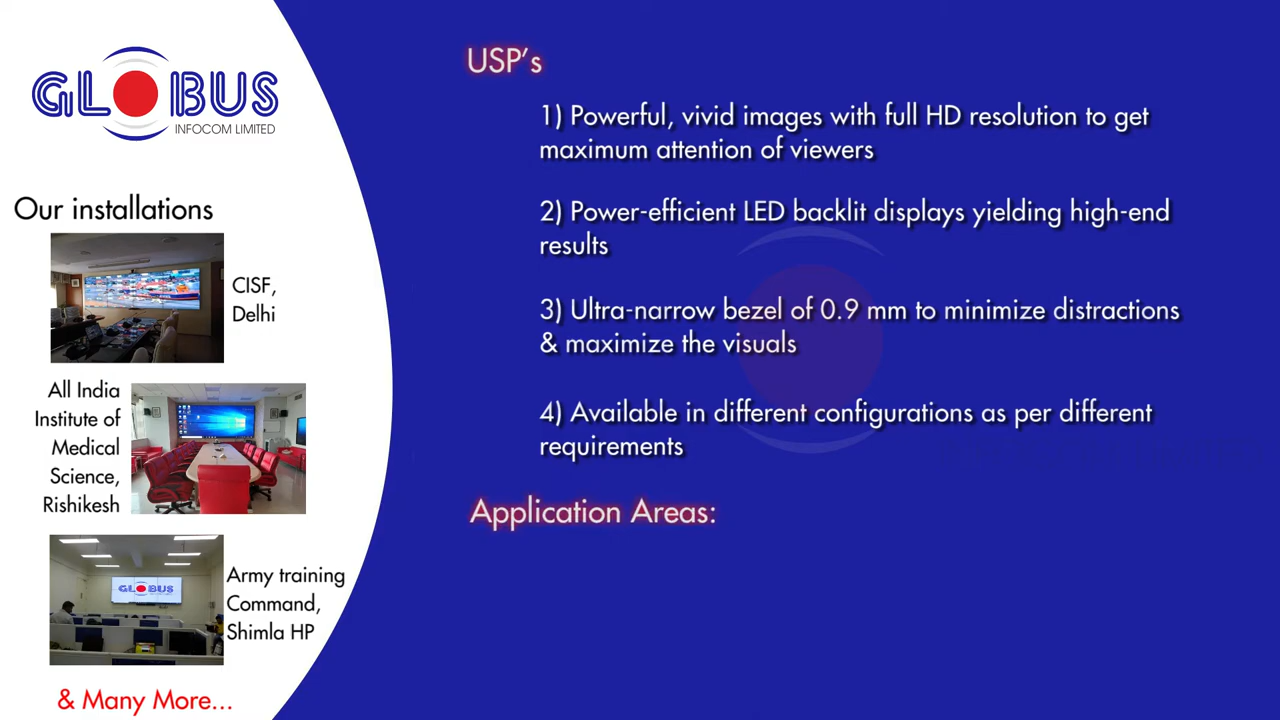 GLOBUS
INFOCOM LIMITED
Our installations
CISF,
Delhi
All India
Institute of
Medical
Science,
Rishikesh
GLOBUS
Army training
Command,
Shimla HP
& Many More...
USP's
1) Powerful, vivid images with full HD resolution to get
maximum attention of viewers
2) Power-efficient LED backlit displays yielding high-end
results
3) Ultra-narrow bezel of 0.9 mm to minimize distractions
& maximize the visuals
4) Available in different configurations as per different
requirements
Application Areas: